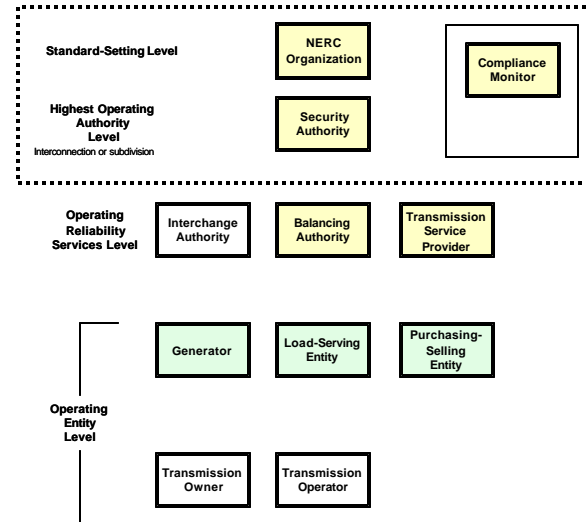 Standard-Setting Level
NERC
Organization
Compliance
Monitor
Highest Operating
Authority
Level
Interconnection or subdivision
Security
Authority
Operating
Reliability
Services Level
Interchange
Authority
Balancing
Authority
Transmission
Service
Provider
Generator
Load-Serving
Entity
Purchasing-
Selling
Entity
Operating
Entity
Level
Transmission
Owner
Transmission
Operator